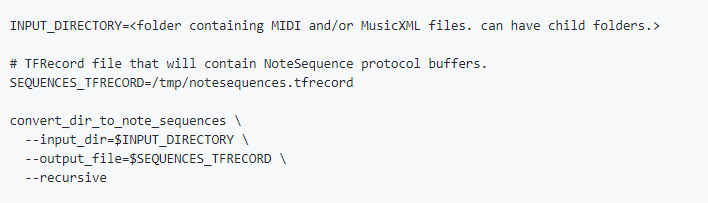 INPUT_DIRECTORY=<folder containing MIDI and/or MusicXML files. can have child folders.>
# TFRecord file that will contain NoteSequence protocol buffers.
SEQUENCES_TFRECORD=/tmp/notesequences.tfrecord
convert_dir_to_note_sequences \
--input_dir=$INPUT_DIRECTORY \
--output_file=$SEQUENCES_TFRECORD \
--recursive